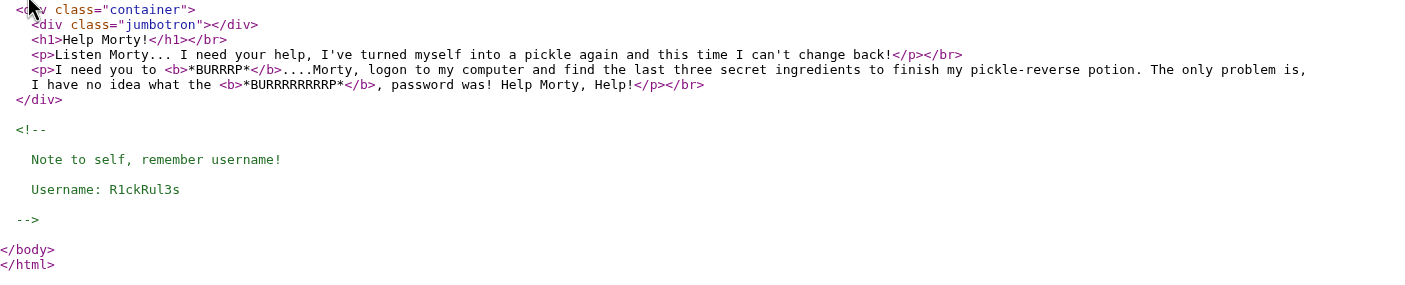 <div class="container">
<div class="jumbotron"></div>
<h1>Help Morty!</h1></br>
<p>Listen Morty... I need your help, I've turned myself into a pickle again and this time I can't change back!</p></br>
<p>I need you to <b>*BURRRP*</b>....Morty, logon to my computer and find the last three secret ingredients to finish my pickle-reverse potion. The only problem is,
I have no idea what the <b>*BURRRRRRRRP*</b>, password was! Help Morty, Help!</p></br>
</div>
<!--
Note to self, remember username!
Username: R1ckRul3s
-->
</body>
</html>